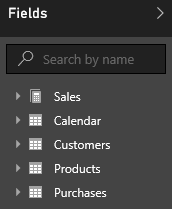 Fields
Search by name
Sales
Calendar
Customers
Products
Purchases